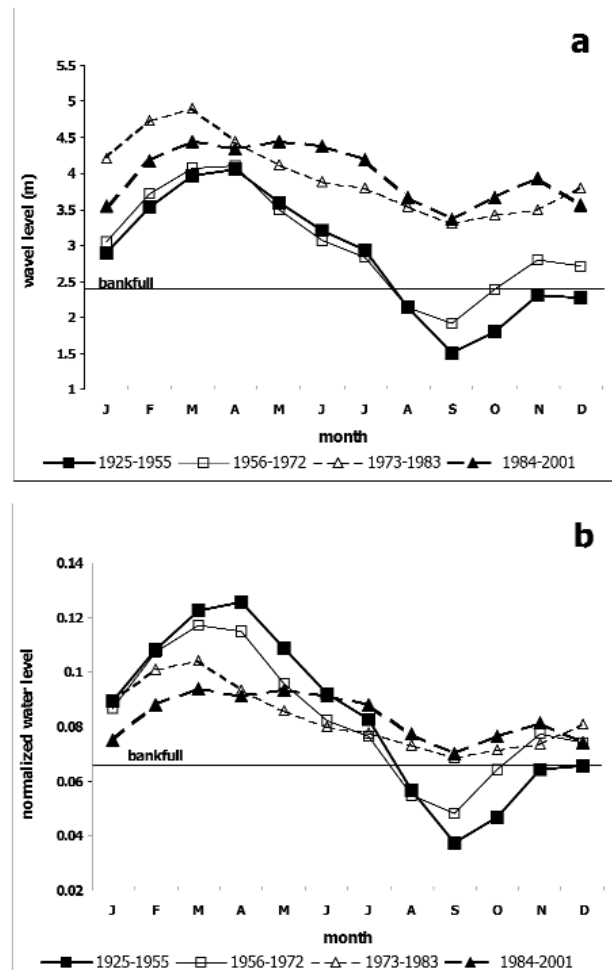 a
5.5
5
4.5
4
3.5
3
2.5
2
1.5
1
wavel level (m)
bankfull
J F M A M J J A S O N D
month
1925-1955 1956-1972 1973-1983 1984-2001
b
0.14
0.12
0.1
0.08
0.06
0.04
0.02
normalized water level
bankfull
J F M A M J J A S O N D
month
1925-1955 1956-1972 1973-1983 1984-2001